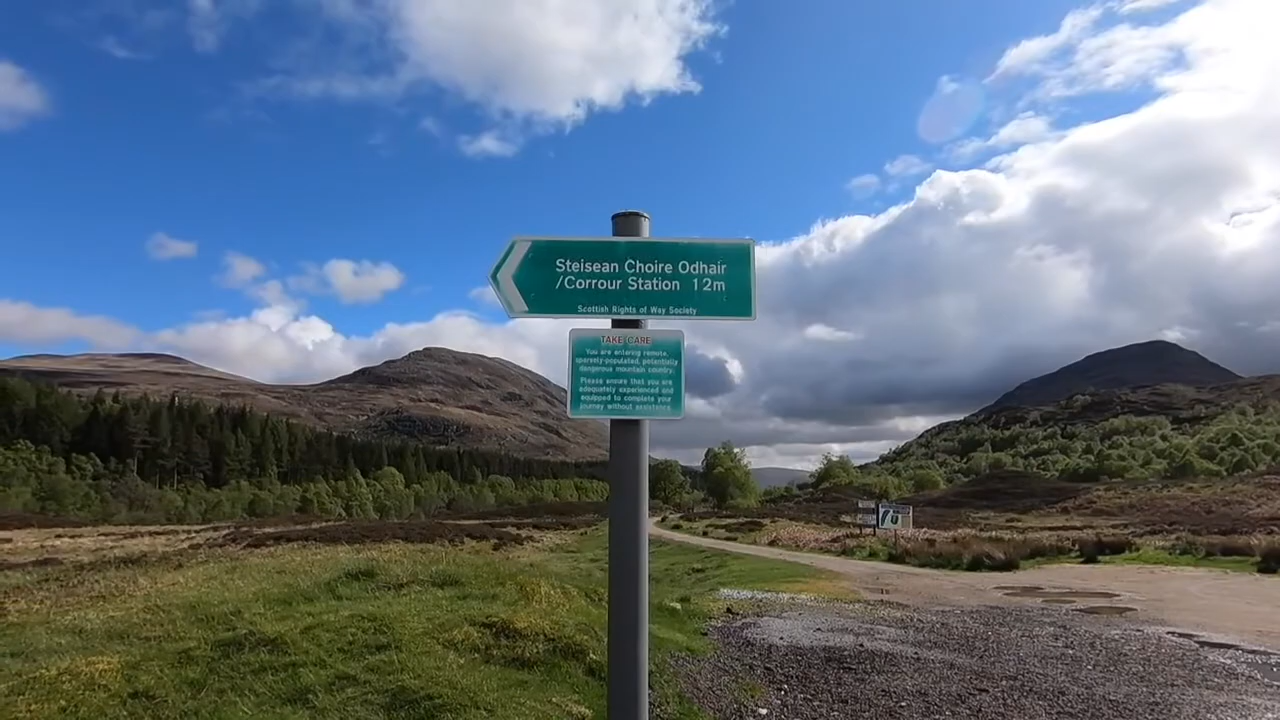 Steisean Choire Odhair
/Corrour Station 12m
Scottish Rights of Way Society
TAKE CARE
You are entering remote,
sparsely-populated, potentially
dangerous mountain country.
Please ensure that you are
adequately experienced and
equipped to complete your
journey without assistance.